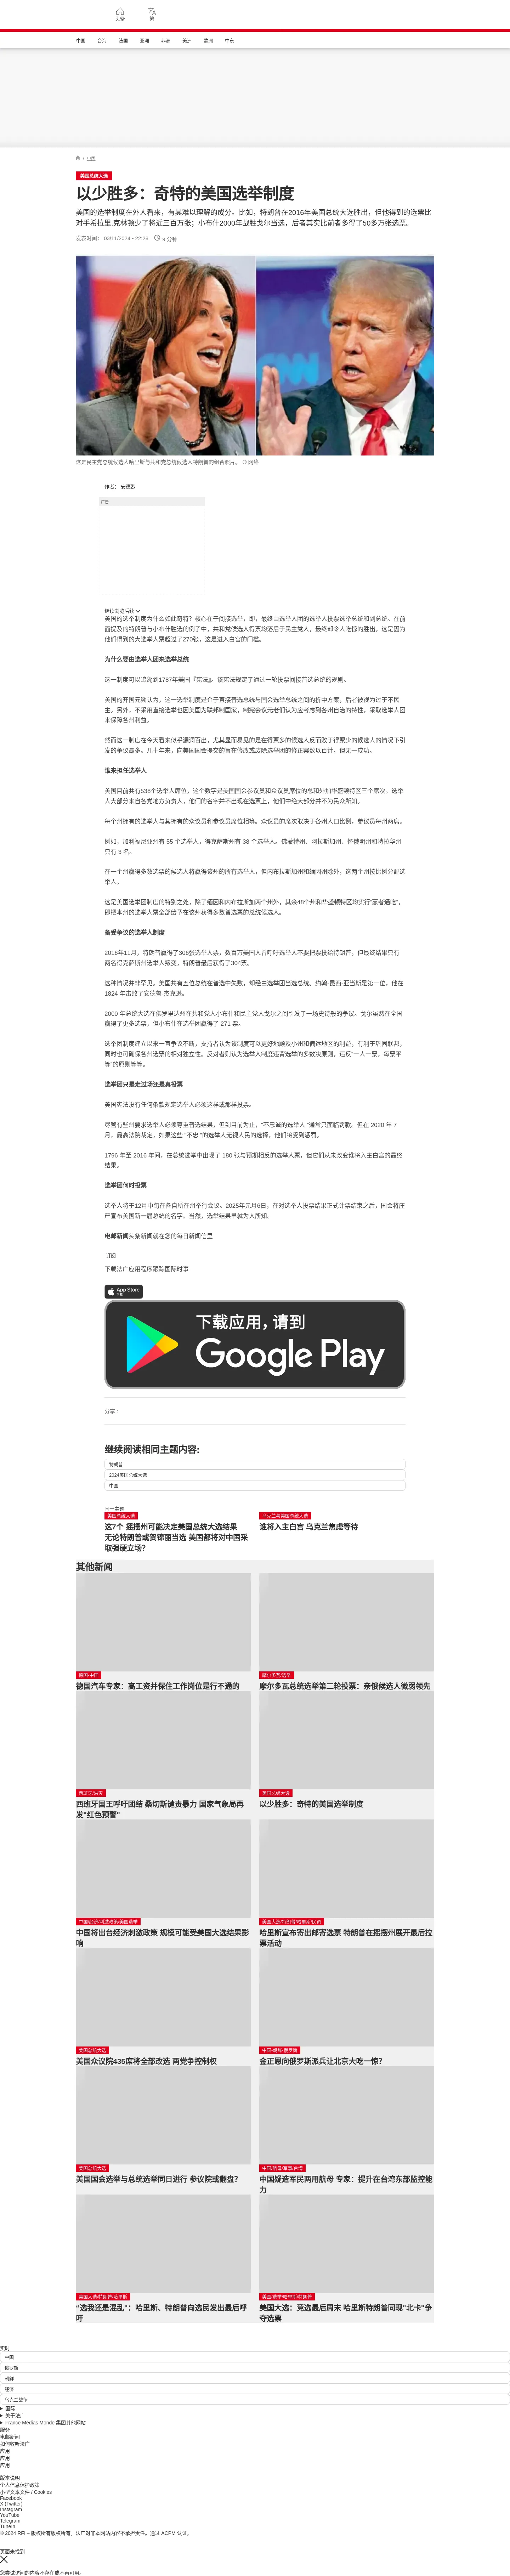 头条
繁
中国
台海
法国
亚洲
非洲
美洲
欧洲
中东
/ 中国
美国总统大选
以少胜多：奇特的美国选举制度
美国的选举制度在外人看来，有其难以理解的成分。比如，特朗普在2016年美国总统大选胜出，但他得到的选票比对手希拉里.克林顿少了将近三百万张；小布什2000年战胜戈尔当选，后者其实比前者多得了50多万张选票。
发表时间： 03/11/2024 - 22:28
9 分钟
这是民主党总统候选人哈里斯与共和党总统候选人特朗普的组合照片。 © 网络
作者： 安德烈
广告
继续浏览后续
美国的选举制度为什么如此奇特？核心在于间接选举，即，最终由选举人团的选举人投票选举总统和副总统。在前面提及的特朗普与小布什胜选的例子中，共和党候选人得票均落后于民主党人，最终却令人吃惊的胜出，这是因为他们得到的大选举人票超过了270张，这是进入白宫的门槛。
为什么要由选举人团来选举总统
这一制度可以追溯到1787年美国『宪法』。该宪法规定了通过一轮投票间接普选总统的规则。
美国的开国元勋认为，这一选举制度是介于直接普选总统与国会选举总统之间的折中方案，后者被视为过于不民主。另外，不采用直接选举也因美国为联邦制国家，制宪会议元老们认为应考虑到各州自治的特性，采取选举人团来保障各州利益。
然而这一制度在今天看来似乎漏洞百出，尤其显而易见的是在得票多的候选人反而败于得票少的候选人的情况下引发的争议最多。几十年来，向美国国会提交的旨在修改或废除选举团的修正案数以百计，但无一成功。
谁来担任选举人
美国目前共有538个选举人席位，这个数字是美国国会参议员和众议员席位的总和外加华盛顿特区三个席次。选举人大部分来自各党地方负责人，他们的名字并不出现在选票上，他们中绝大部分并不为民众所知。
每个州拥有的选举人与其拥有的众议员和参议员席位相等。众议员的席次取决于各州人口比例，参议员每州两席。
例如，加利福尼亚州有 55 个选举人，得克萨斯州有 38 个选举人。佛蒙特州、阿拉斯加州、怀俄明州和特拉华州只有 3 名。
在一个州赢得多数选票的候选人将赢得该州的所有选举人，但内布拉斯加州和缅因州除外，这两个州按比例分配选举人。
这是美国选举团制度的特别之处，除了缅因和内布拉斯加两个州外，其余48个州和华盛顿特区均实行“赢者通吃”，即把本州的选举人票全部给予在该州获得多数普选票的总统候选人。
备受争议的选举人制度
2016年11月，特朗普赢得了306张选举人票，数百万美国人曾呼吁选举人不要把票投给特朗普，但最终结果只有两名得克萨斯州选举人叛变，特朗普最后获得了304票。
这种情况并非罕见。美国共有五位总统在普选中失败，却经由选举团当选总统。约翰-昆西-亚当斯是第一位，他在 1824 年击败了安德鲁-杰克逊。
2000 年总统大选在佛罗里达州在共和党人小布什和民主党人戈尔之间引发了一场史诗般的争议。戈尔虽然在全国赢得了更多选票，但小布什在选举团赢得了 271 票。
选举团制度建立以来一直争议不断，支持者认为该制度可以更好地顾及小州和偏远地区的利益，有利于巩固联邦，同时也可确保各州选票的相对独立性。反对者则认为选举人制度违背选举的多数决原则，违反“一人一票，每票平等”的原则等等。
选举团只是走过场还是真投票
美国宪法没有任何条款规定选举人必须这样或那样投票。
尽管有些州要求选举人必须尊重普选结果，但到目前为止，“不忠诚的选举人 ”通常只面临罚款。但在 2020 年 7 月，最高法院裁定，如果这些 “不忠 ”的选举人无视人民的选择，他们将受到惩罚。
1796 年至 2016 年间，在总统选举中出现了 180 张与预期相反的选举人票，但它们从未改变谁将入主白宫的最终结果。
选举团何时投票
选举人将于12月中旬在各自所在州举行会议。2025年元月6日，在对选举人投票结果正式计票结束之后，国会将庄严宣布美国新一届总统的名字。当然，选举结果早就为人所知。
电邮新闻头条新闻就在您的每日新闻信里
订阅
下载法广应用程序跟踪国际时事
App Store
下载应用，请到
Google Play
分享 :
继续阅读相同主题内容:
特朗普
2024美国总统大选
中国
同一主题
美国总统大选
这7个 摇摆州可能决定美国总统大选结果
无论特朗普或贺锦丽当选 美国都将对中国采取强硬立场?
乌克兰与美国总统大选
谁将入主白宫 乌克兰焦虑等待
其他新闻
德国-中国
德国汽车专家：高工资并保住工作岗位是行不通的
摩尔多瓦/选举
摩尔多瓦总统选举第二轮投票：亲俄候选人微弱领先
西班牙/洪灾
西班牙国王呼吁团结 桑切斯谴责暴力 国家气象局再发“红色预警”
美国总统大选
以少胜多：奇特的美国选举制度
中国/经济/刺激政策/美国选举
中国将出台经济刺激政策 规模可能受美国大选结果影响
美国大选/特朗普/哈里斯/民调
哈里斯宣布寄出邮寄选票 特朗普在摇摆州展开最后拉票活动
美国总统大选
美国众议院435席将全部改选 两党争控制权
中国-朝鲜-俄罗斯
金正恩向俄罗斯派兵让北京大吃一惊?
美国总统大选
美国国会选举与总统选举同日进行 参议院或翻盘?
中国/航母/军事/台湾
中国疑造军民两用航母 专家：提升在台湾东部监控能力
美国大选/特朗普/哈里斯
“选我还是混乱”：哈里斯、特朗普向选民发出最后呼吁
美国/选举/哈里斯/特朗普
美国大选：竞选最后周末 哈里斯特朗普同现“北卡”争夺选票
实时
中国
俄罗斯
朝鲜
经济
乌克兰战争
国际
关于法广
France Médias Monde 集团其他网站
服务
电邮新闻
如何收听法广
应用
应用
应用
版本说明
个人信息保护政策
小型文本文件 / Cookies
Facebook
X (Twitter)
Instagram
YouTube
Telegram
TuneIn
© 2024 RFI – 版权所有版权所有。法广对非本网站内容不承担责任。通过 ACPM 认证。
页面未找到
您尝试访问的内容不存在或不再可用。